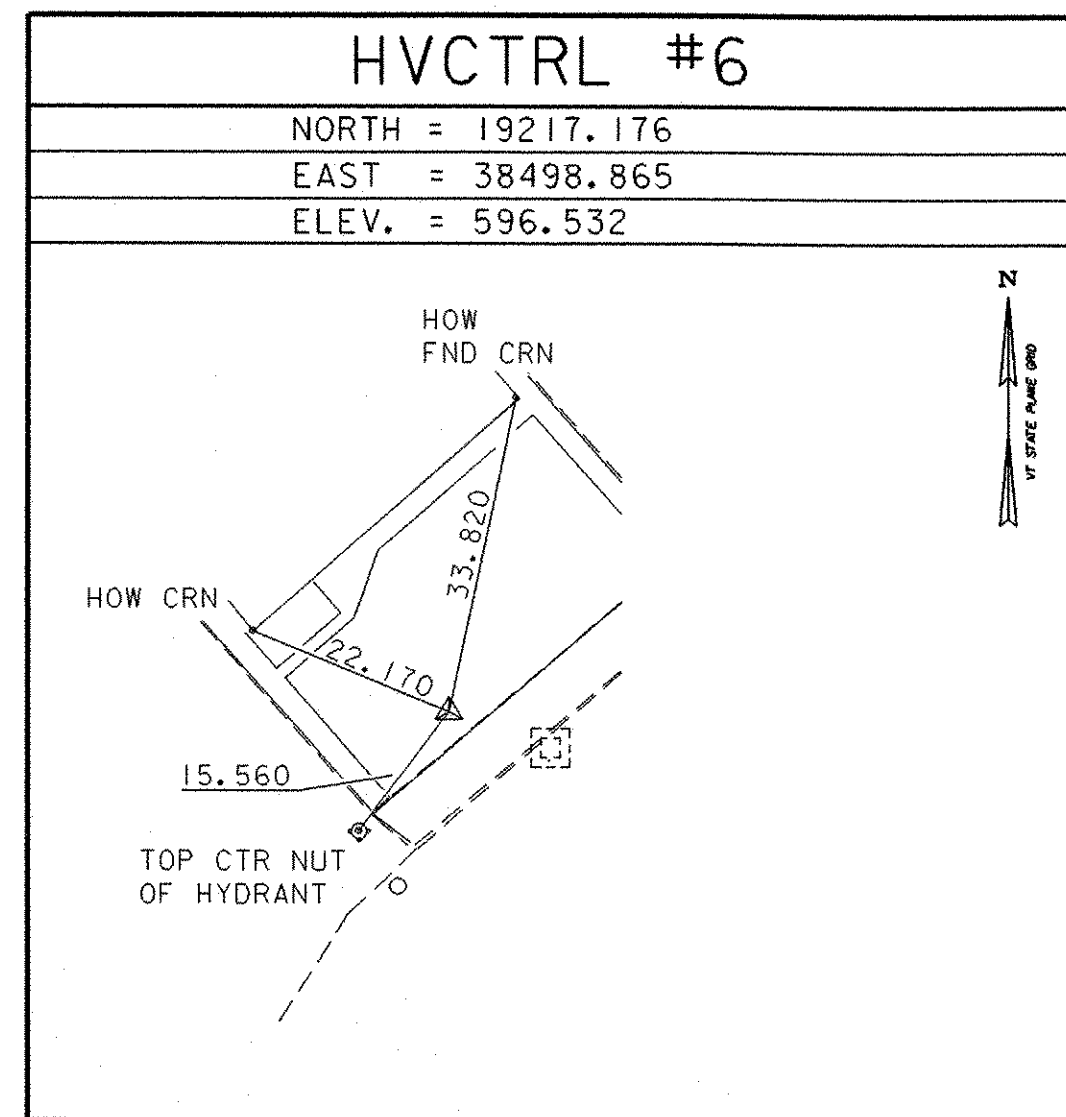 HVCTRL #6
NORTH = 19217.176
EAST = 38498.865
ELEV. = 596.532
N
VT STATE PLANE GRID
HOW
FND CRN
33.820
HOW CRN
22.170
15.560
TOP CTR NUT
OF HYDRANT